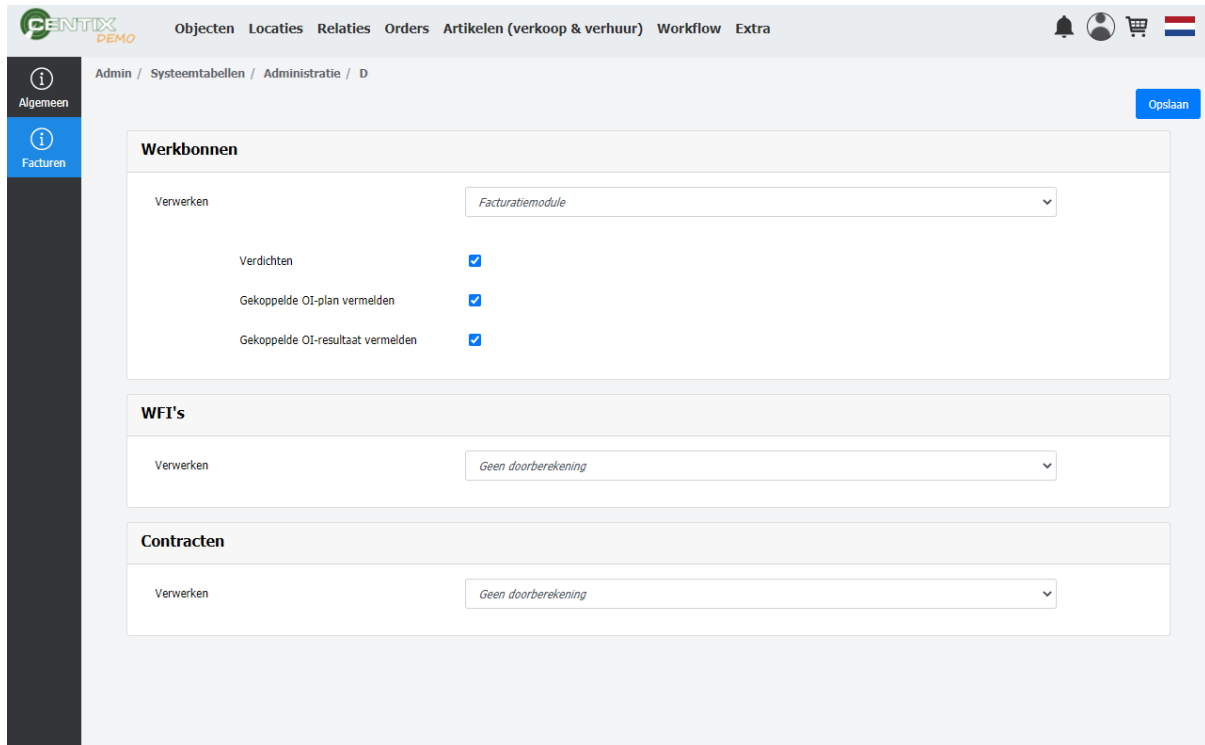 CENTIX
DEMO
Objecten Locaties Relaties Orders Artikelen (verkoop & verhuur) Workflow Extra
Algemeen
Facturen
Admin / Systeemtabellen / Administratie / D
Opslaan
Werkbonnen
Verwerken Facturatiemodule
Verdichten
Gekoppelde OI-plan vermelden
Gekoppelde OI-resultaat vermelden
WFI's
Verwerken Geen doorberekening
Contracten
Verwerken Geen doorberekening